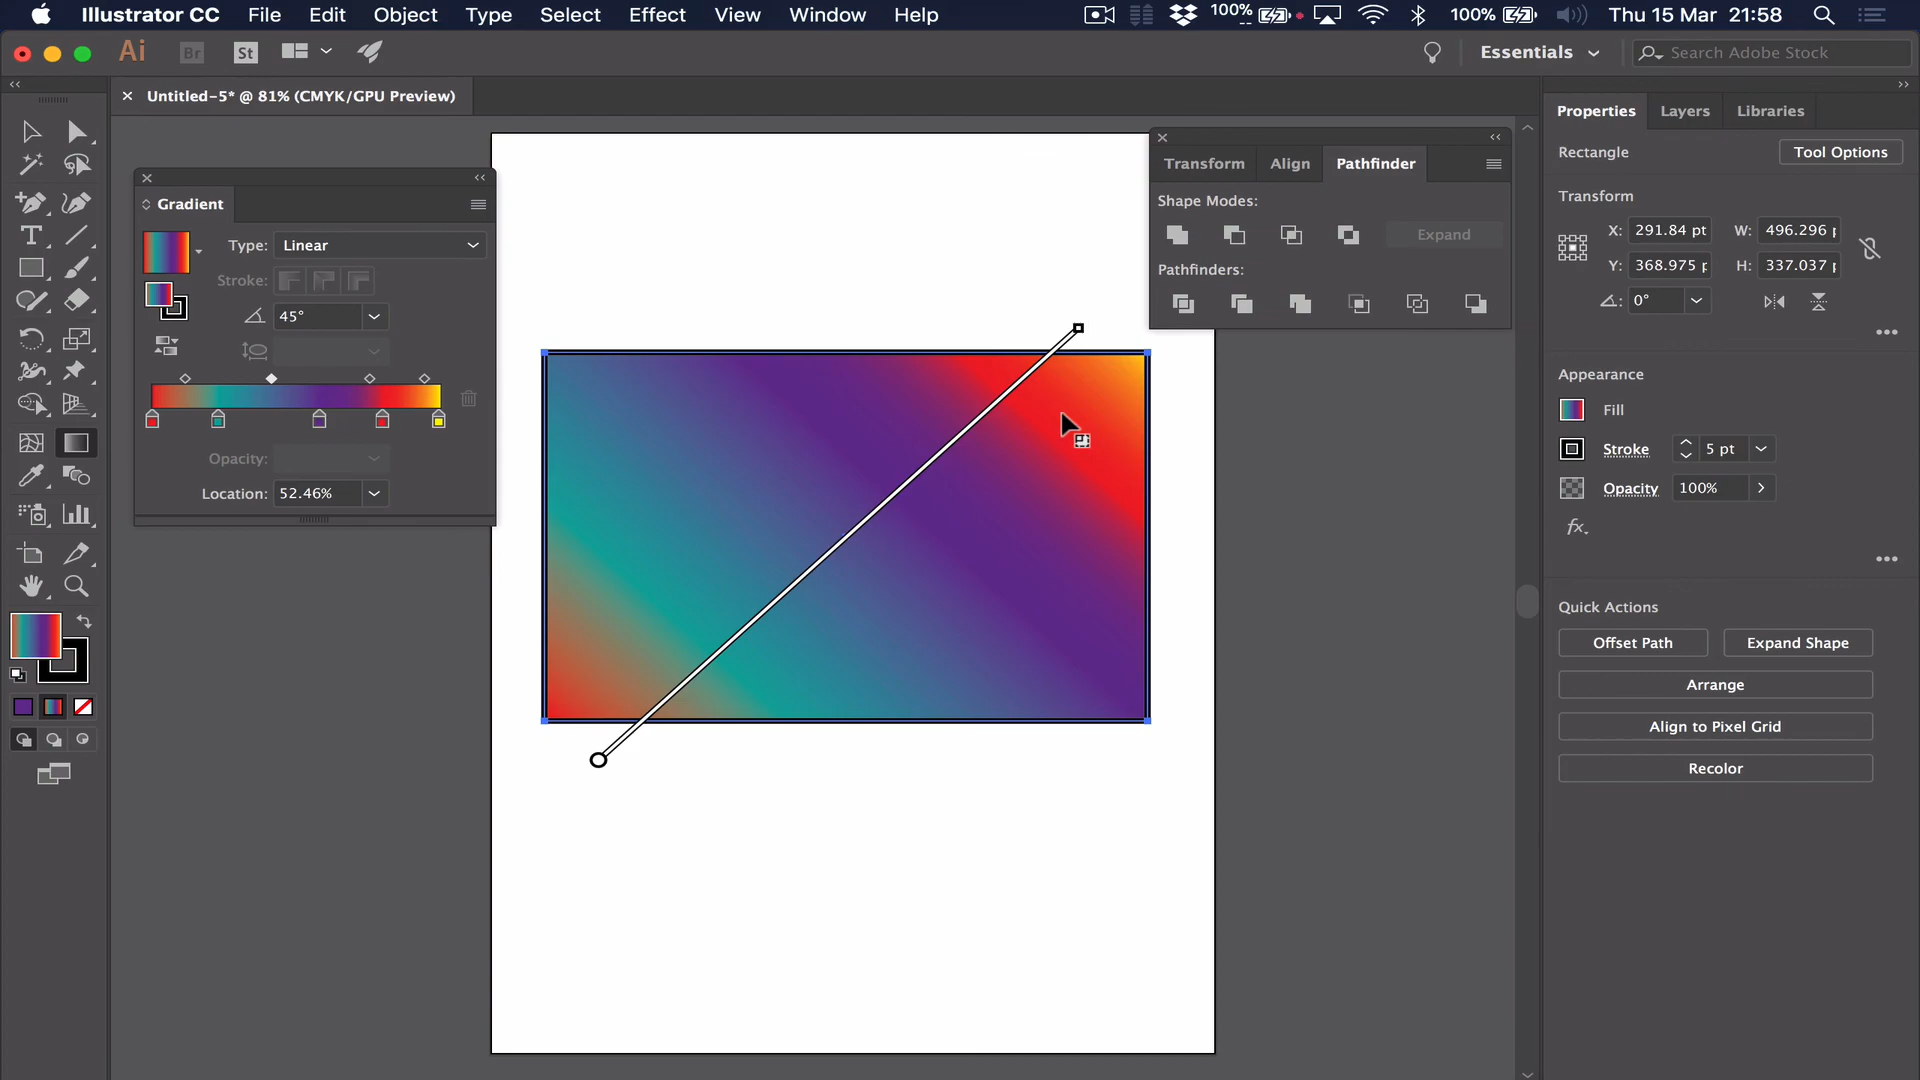 Illustrator CC File Edit Object Type Select Effect View Window Help 100% 100% Thu 15 Mar 21:58
Ai Br St Essentials Search Adobe Stock
Untitled-5* @ 81% (CMYK/GPU Preview)
Gradient
Type: Linear
Stroke:
45°
Opacity:
Location: 52.46%
Transform Align Pathfinder
Shape Modes:
Expand
Pathfinders:
Properties Layers Libraries
Rectangle Tool Options
Transform
X: 291.84 pt W: 496.296
Y: 368.975 H: 337.037
0°
Appearance
Fill
Stroke 5 pt
Opacity 100%
fx
Quick Actions
Offset Path Expand Shape
Arrange
Align to Pixel Grid
Recolor